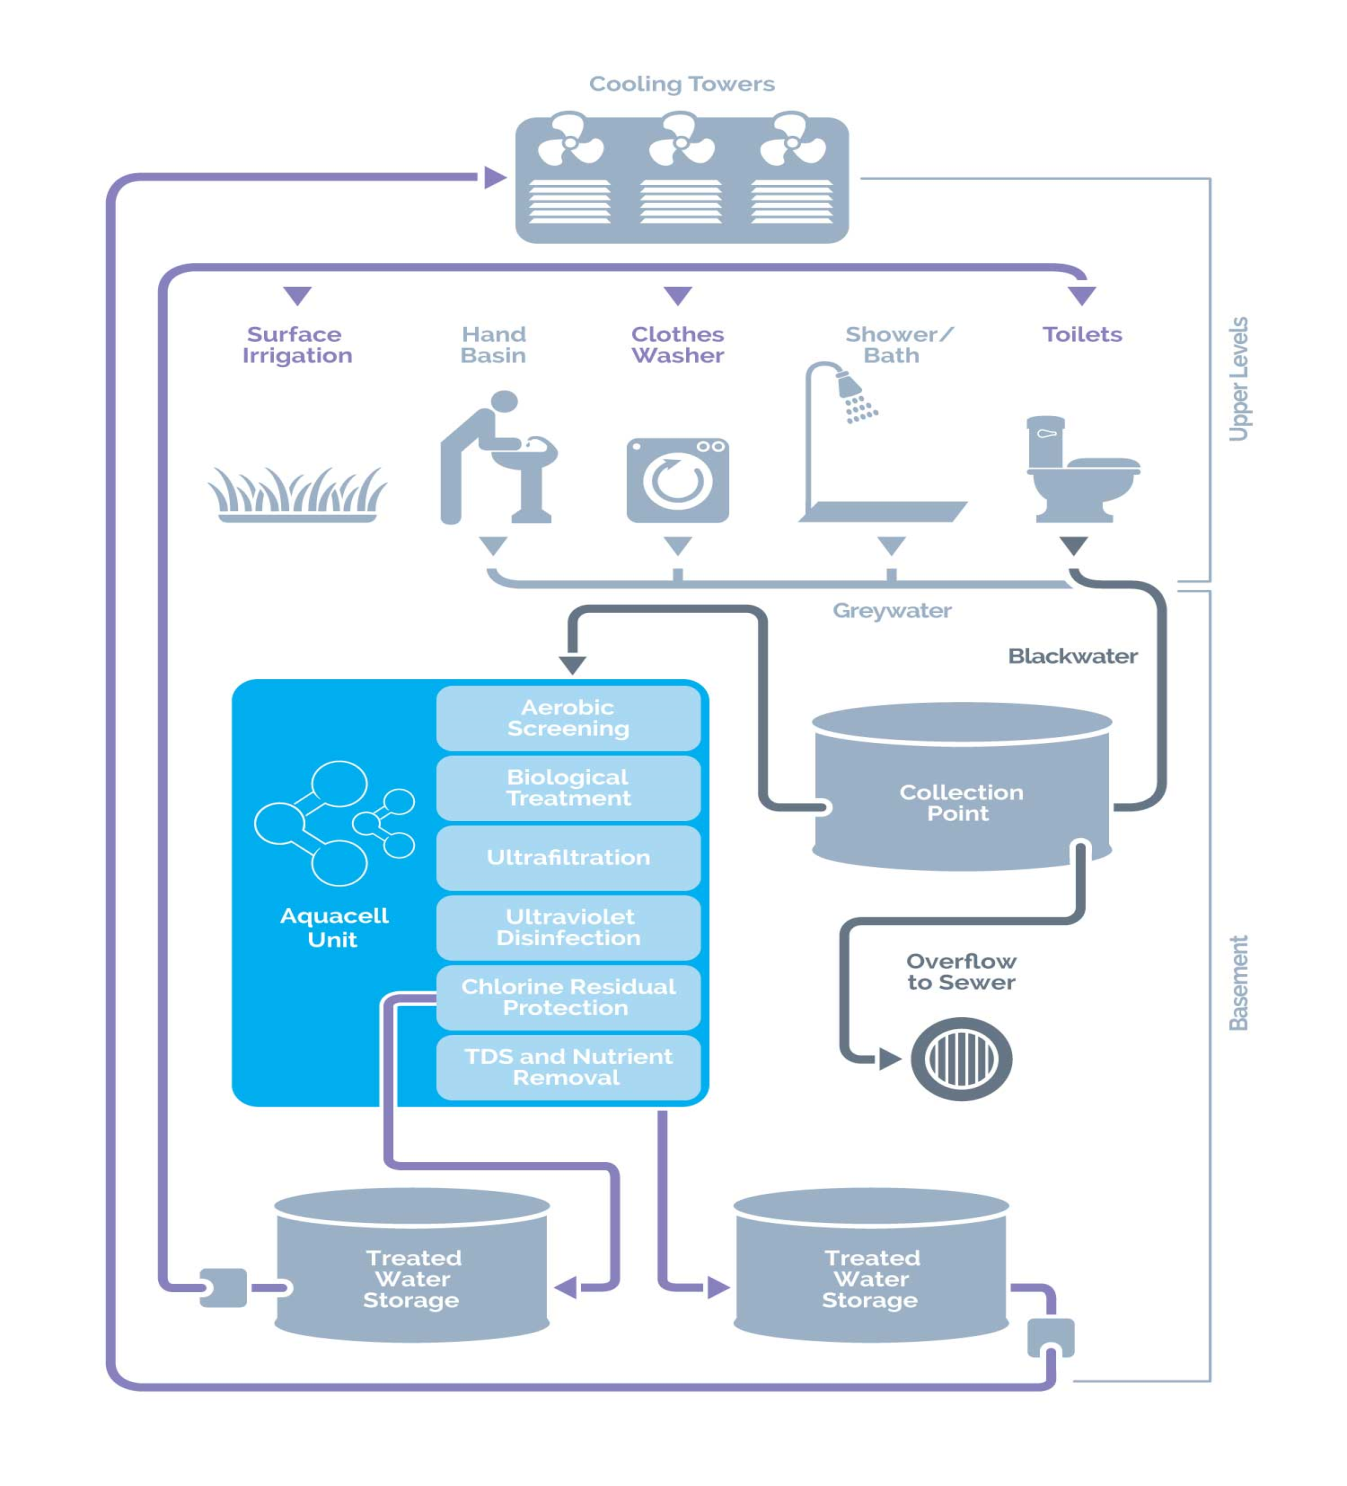 Cooling Towers
Surface
Irrigation
Hand
Basin
Clothes
Washer
Shower/
Bath
Toilets
Upper Levels
Greywater
Blackwater
Aerobic
Screening
Biological
Treatment
Ultrafiltration
Ultraviolet
Disinfection
Chlorine Residual
Protection
TDS and Nutrient
Removal
Aquacell
Unit
Collection
Point
Overflow
to Sewer
Basement
Treated
Water
Storage
Treated
Water
Storage